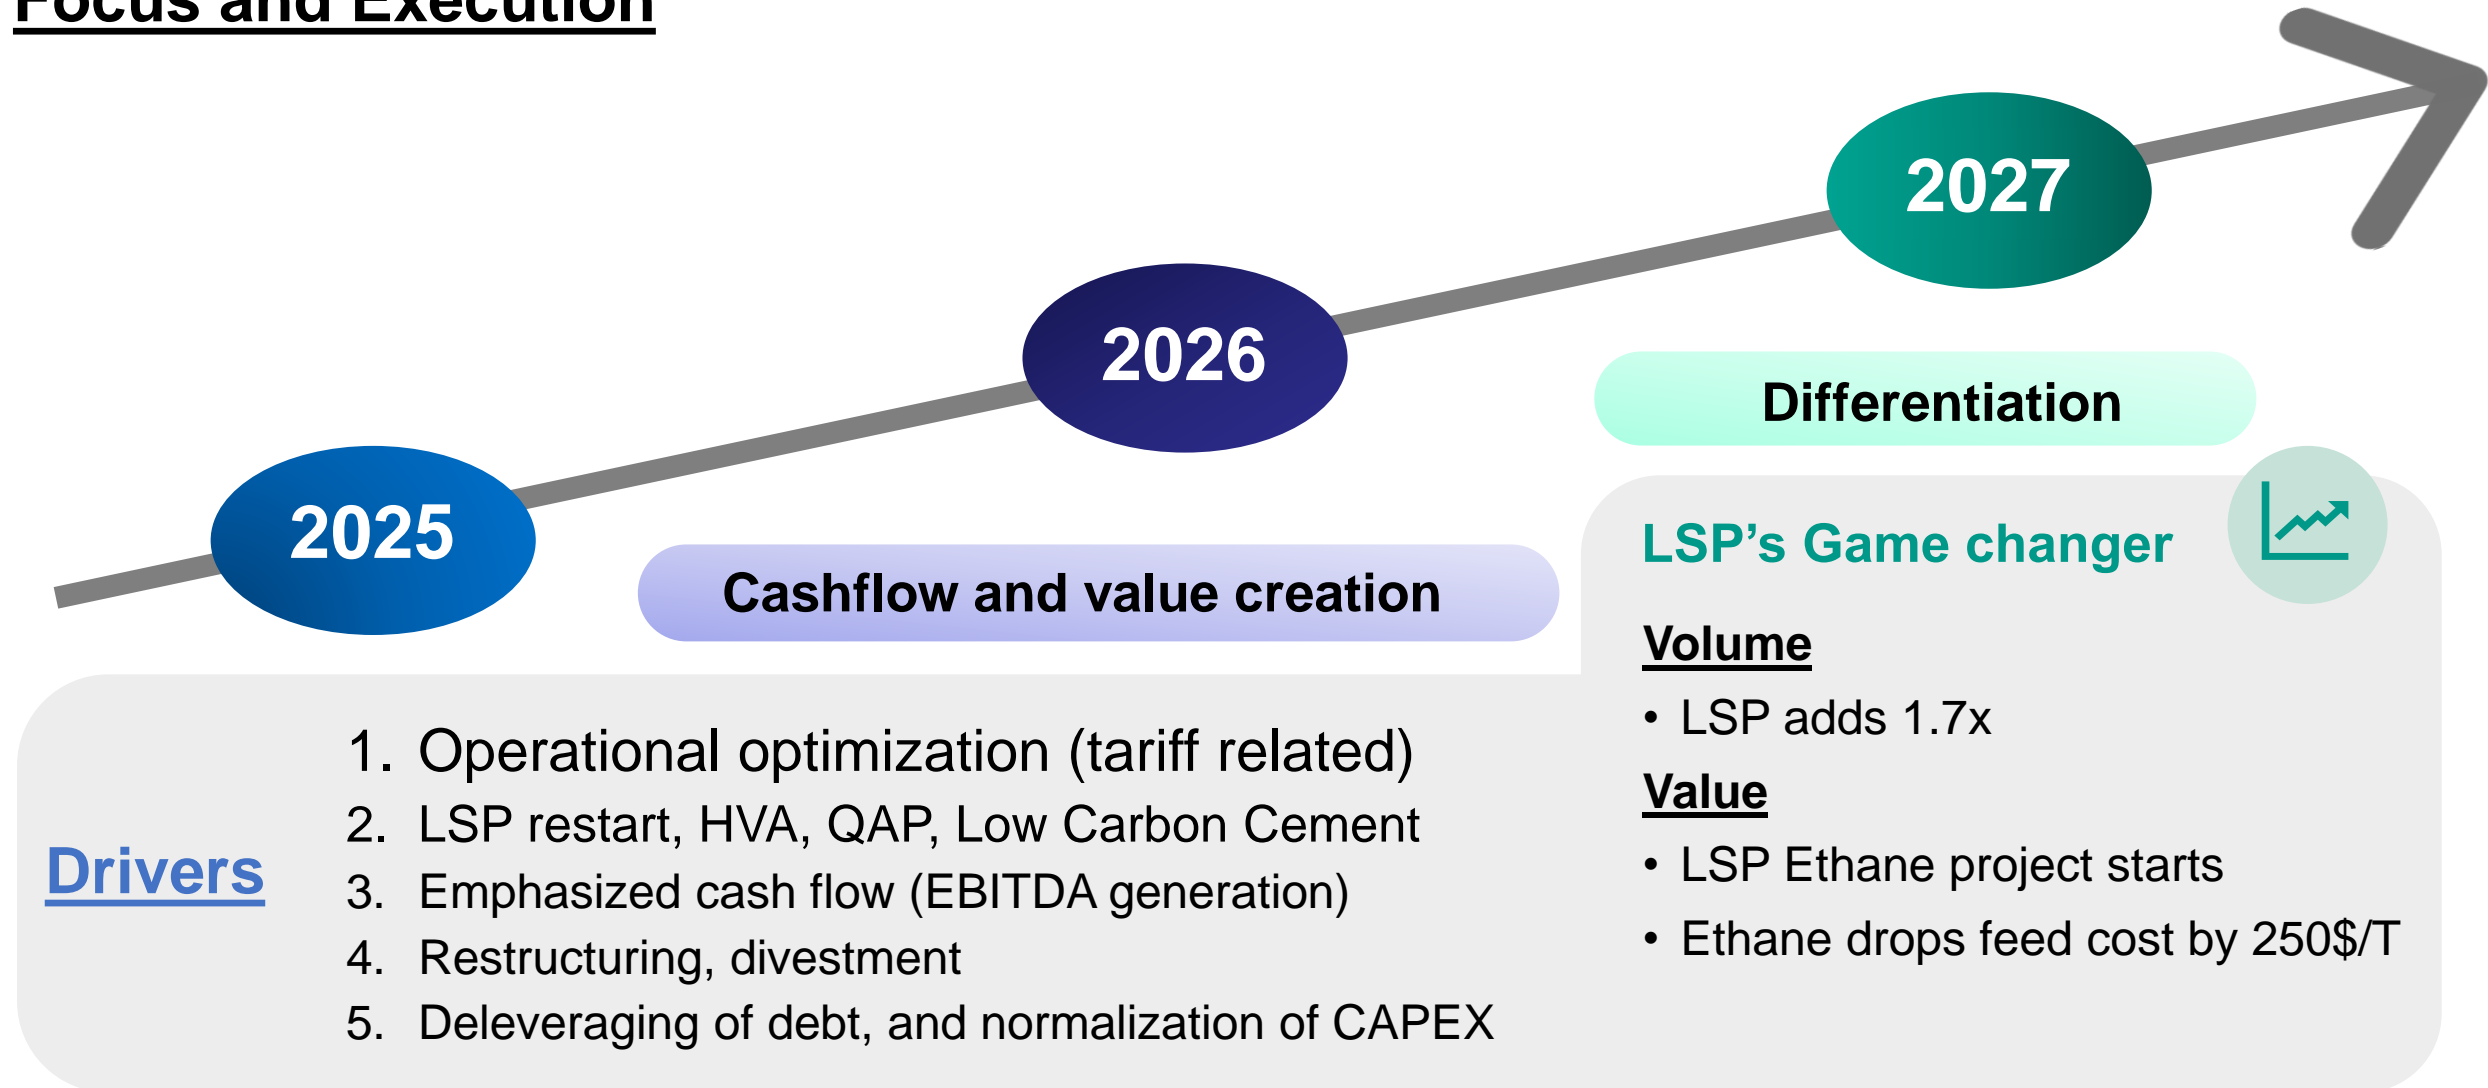 Focus and Execution
2027
2026
2025
Differentiation
Cashflow and value creation
LSP’s Game changer
Volume
• LSP adds 1.7x
Value
• LSP Ethane project starts
• Ethane drops feed cost by 250$/T
Drivers
1. Operational optimization (tariff related)
2. LSP restart, HVA, QAP, Low Carbon Cement
3. Emphasized cash flow (EBITDA generation)
4. Restructuring, divestment
5. Deleveraging of debt, and normalization of CAPEX